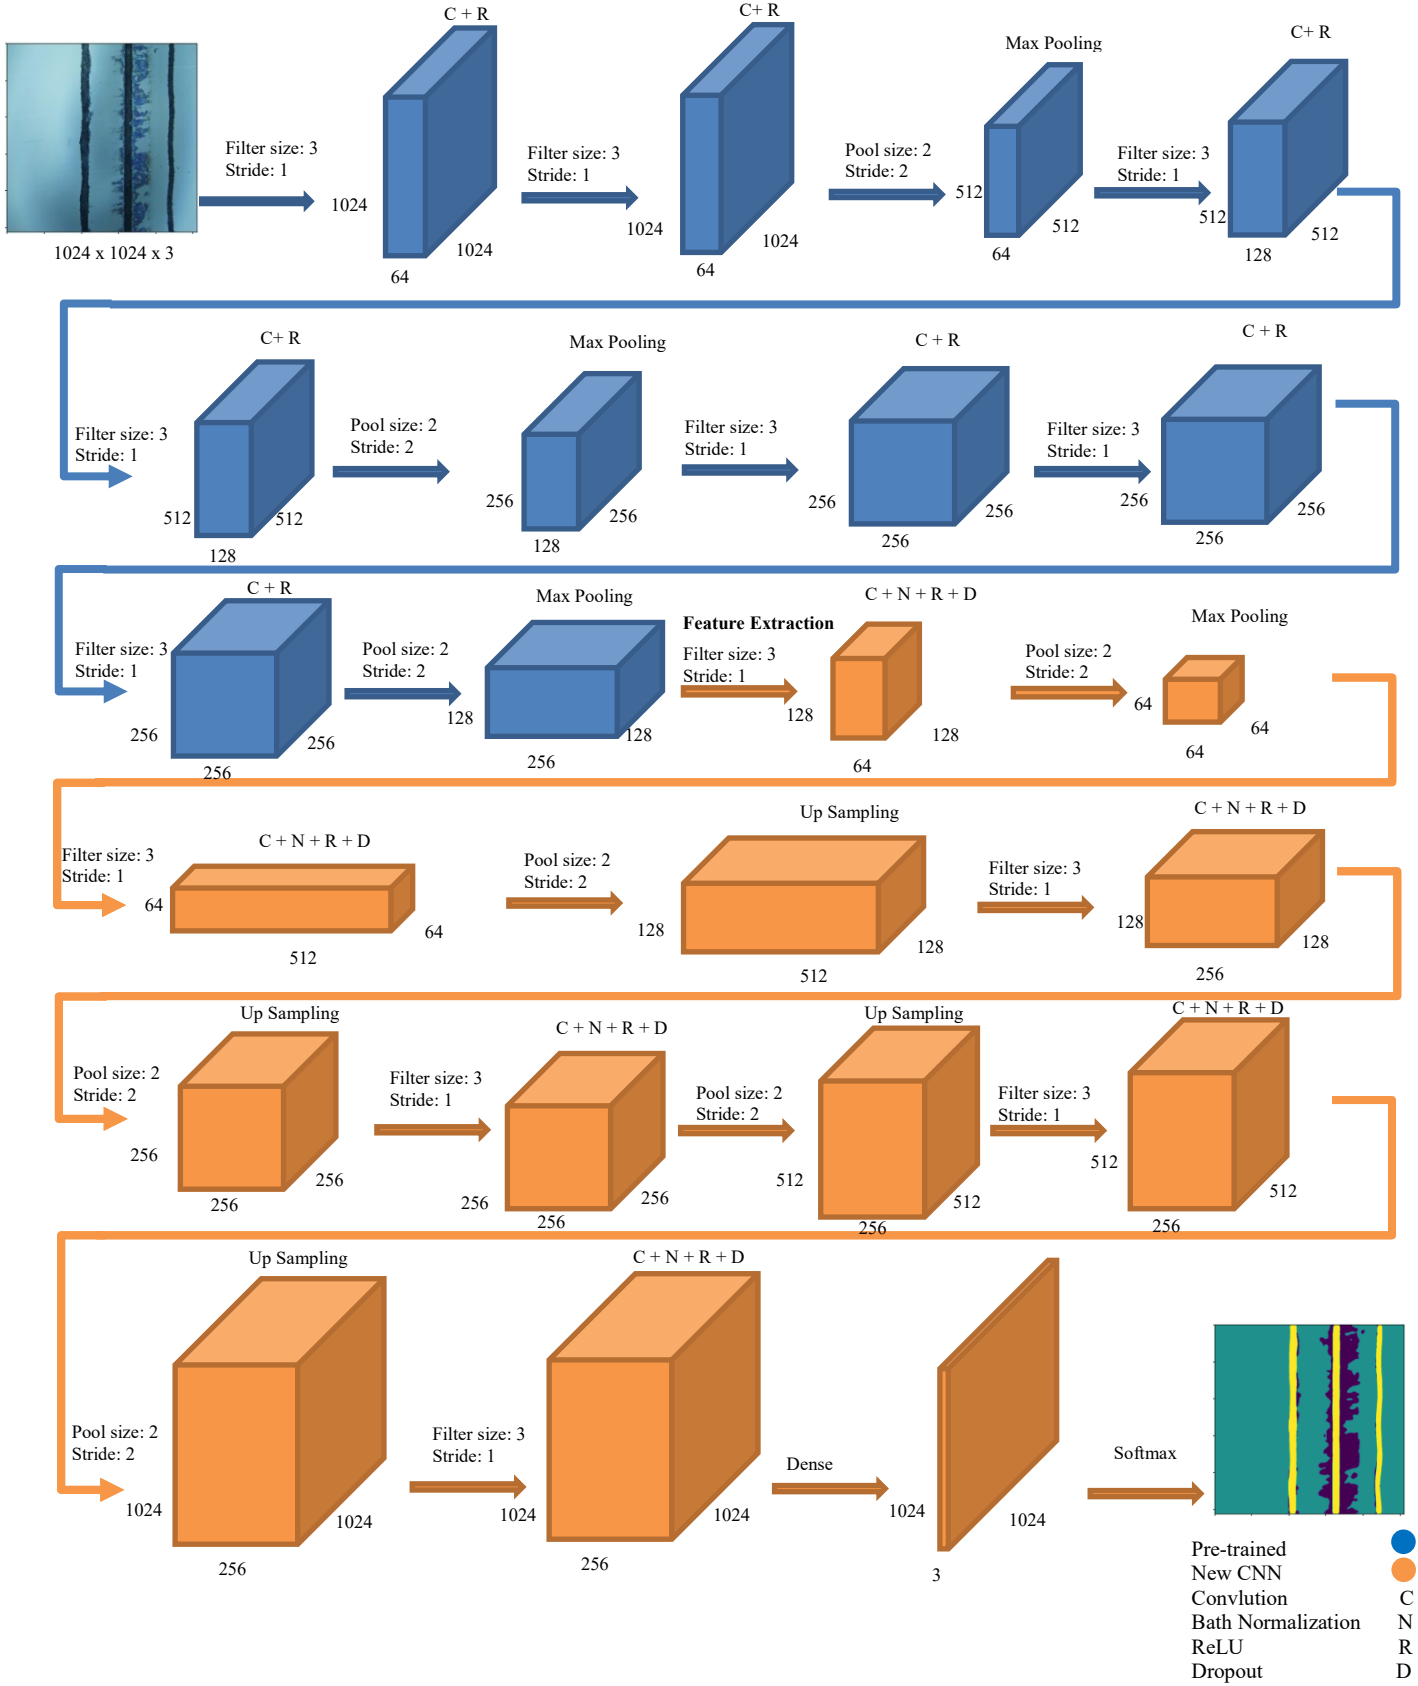 C + R
C+ R
Max Pooling
C+ R
Filter size: 3
Stride: 1
Filter size: 3
Stride: 1
Pool size: 2
Stride: 2
Filter size: 3
Stride: 1
1024 x 1024 x 3
1024
1024
64
1024
1024
64
512
512
64
512
512
128
C+ R
Max Pooling
C + R
C + R
Filter size: 3
Stride: 1
Pool size: 2
Stride: 2
Filter size: 3
Stride: 1
Filter size: 3
Stride: 1
512
512
128
256
256
128
256
256
256
256
256
256
C + R
Max Pooling
Feature Extraction
C + N + R + D
Max Pooling
Filter size: 3
Stride: 1
Pool size: 2
Stride: 2
Filter size: 3
Stride: 1
Pool size: 2
Stride: 2
256
256
256
128
128
256
128
128
64
64
64
64
C + N + R + D
Up Sampling
C + N + R + D
Filter size: 3
Stride: 1
Pool size: 2
Stride: 2
Filter size: 3
Stride: 1
64
64
512
128
128
512
128
128
256
Up Sampling
C + N + R + D
Up Sampling
C + N + R + D
Pool size: 2
Stride: 2
Filter size: 3
Stride: 1
Pool size: 2
Stride: 2
Filter size: 3
Stride: 1
256
256
256
256
256
256
512
512
256
512
512
256
Up Sampling
C + N + R + D
Pool size: 2
Stride: 2
Filter size: 3
Stride: 1
Dense
Softmax
1024
1024
256
1024
1024
256
1024
1024
3
Pre-trained
New CNN
Convlution C
Bath Normalization N
ReLU R
Dropout D